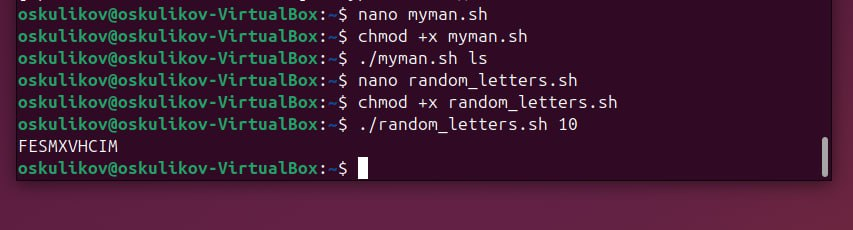 oskulikov@oskulikov-VirtualBox:~$ nano myman.sh
oskulikov@oskulikov-VirtualBox:~$ chmod +x myman.sh
oskulikov@oskulikov-VirtualBox:~$ ./myman.sh ls
oskulikov@oskulikov-VirtualBox:~$ nano random_letters.sh
oskulikov@oskulikov-VirtualBox:~$ chmod +x random_letters.sh
oskulikov@oskulikov-VirtualBox:~$ ./random_letters.sh 10
FESMXVHCIM
oskulikov@oskulikov-VirtualBox:~$